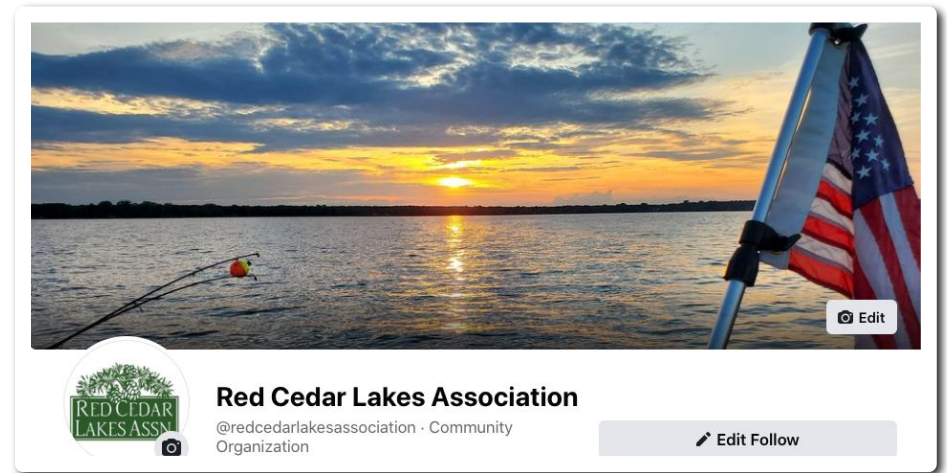 Edit
RED CEDAR
LAKES ASSN
Red Cedar Lakes Association
@redcedarlakesassociation · Community
Organization
Edit Follow